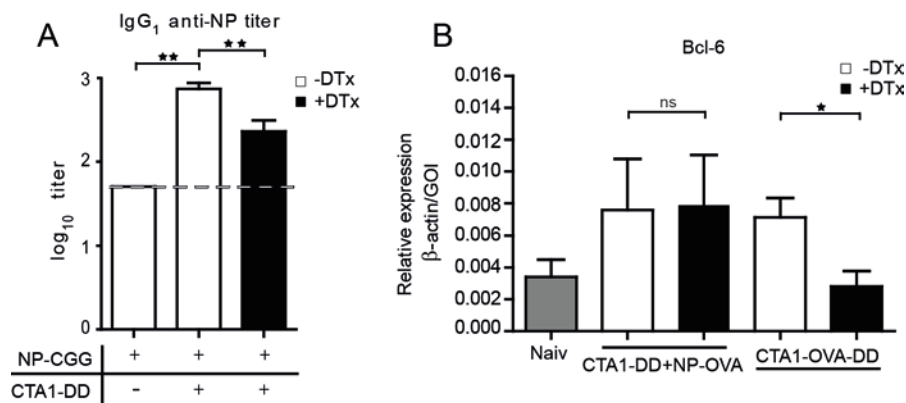 A
IgG1 anti-NP titer
★★
★★
-DTx
+DTx
3
2
1
0
log10 titer
NP-CGG + + +
CTA1-DD - + +
B
Bcl-6
-DTx
+DTx
ns
★
0.016
0.014
0.012
0.010
0.008
0.006
0.004
0.002
0.000
Relative expression
β-actin/GOI
Naiv
CTA1-DD+NP-OVA
CTA1-OVA-DD